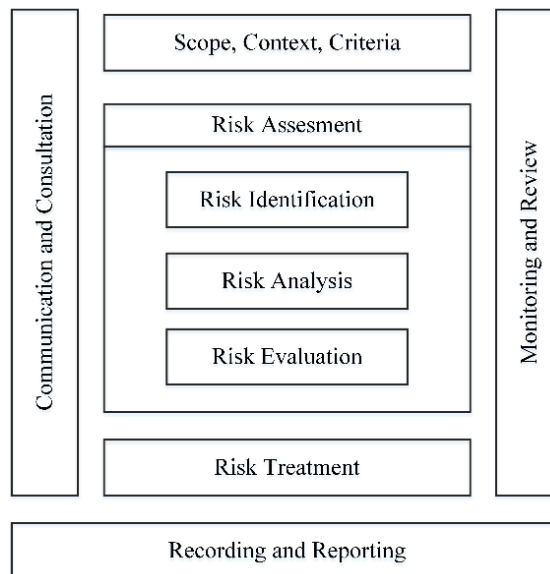 Communication and Consultation
Scope, Context, Criteria
Risk Assesment
Risk Identification
Risk Analysis
Risk Evaluation
Risk Treatment
Monitoring and Review
Recording and Reporting